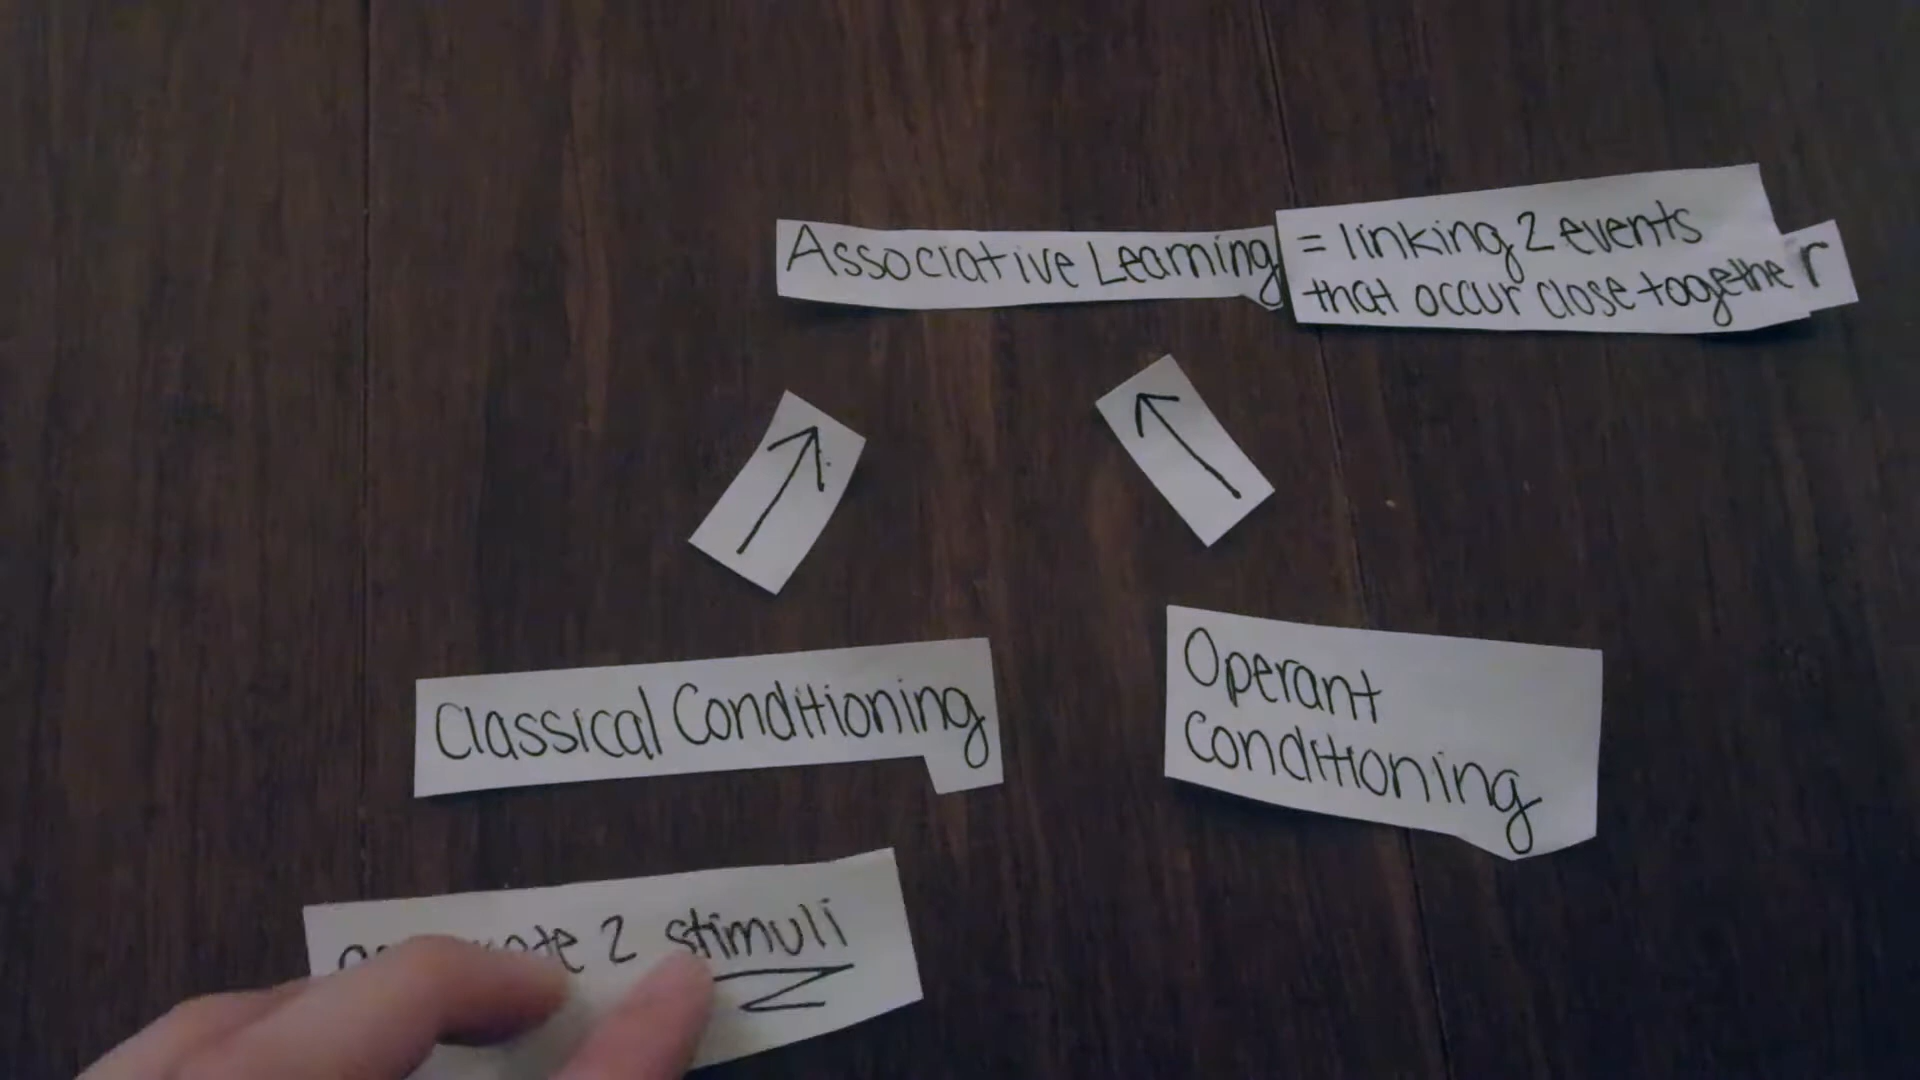 Associative Learning
= linking 2 events
that occur close together
Classical Conditioning
Operant
Conditioning
2 stimuli